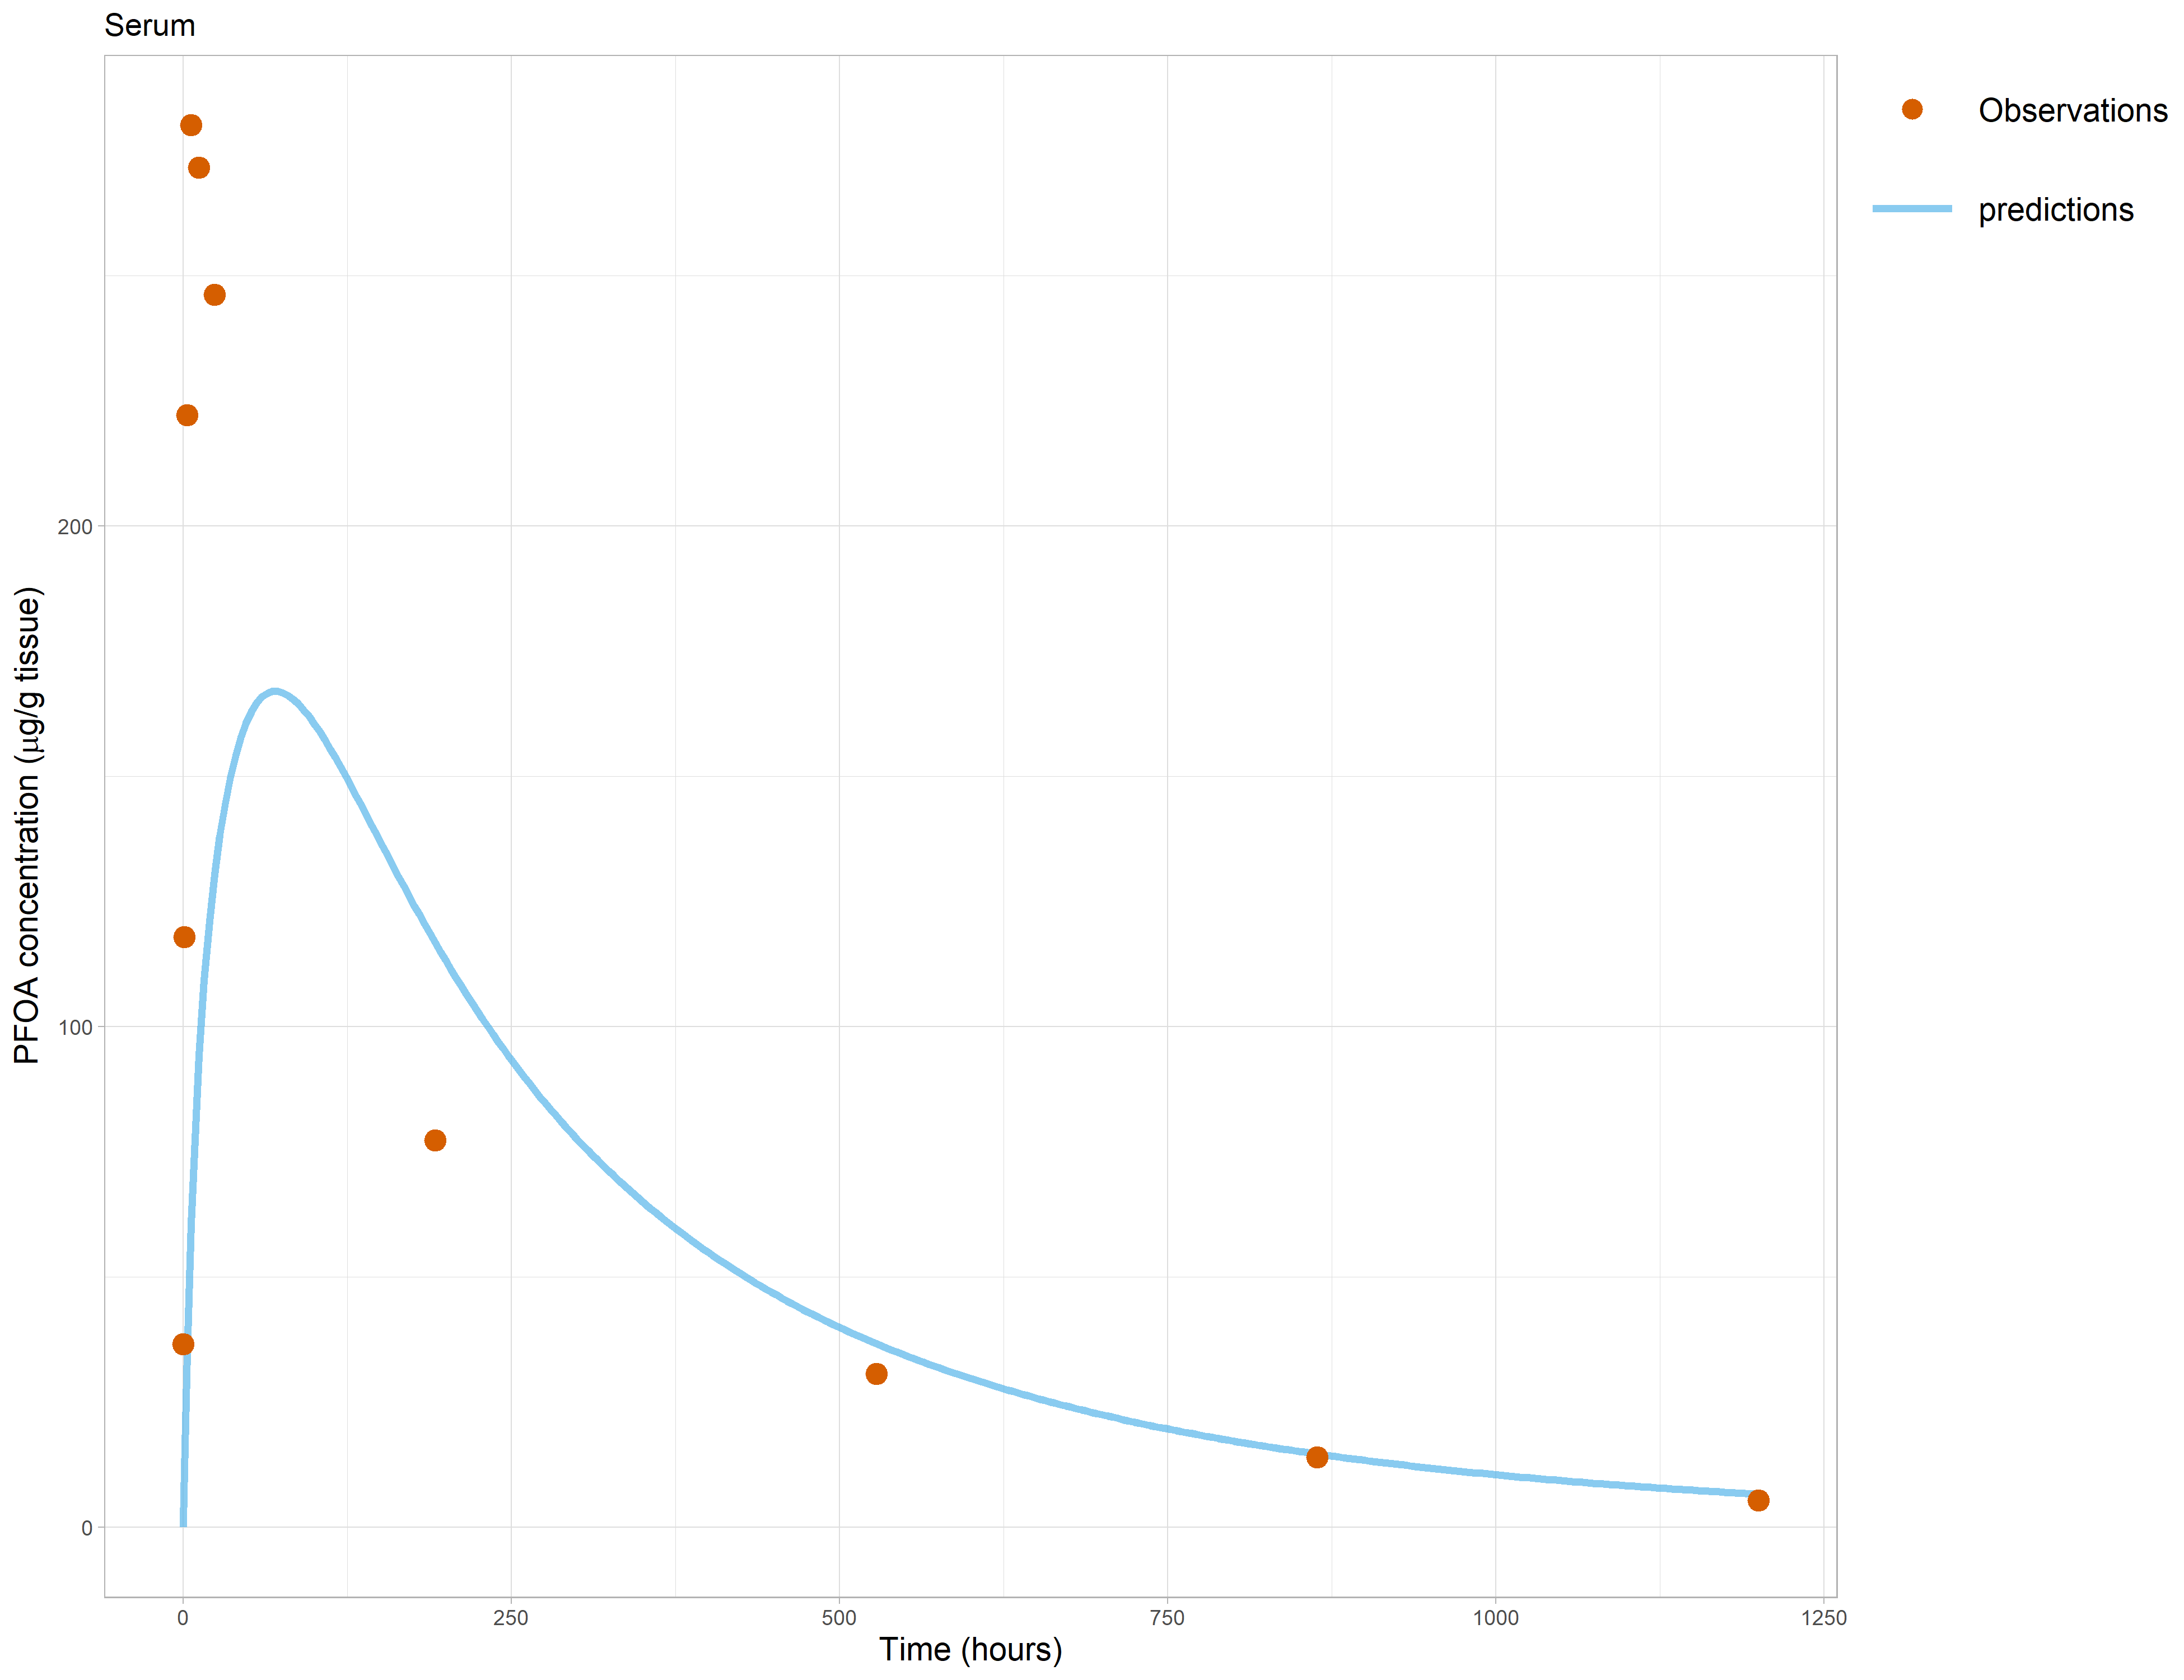 Serum
Observations
predictions
PFOA concentration (μg/g tissue)
200
100
0
0
250
500
750
1000
1250
Time (hours)